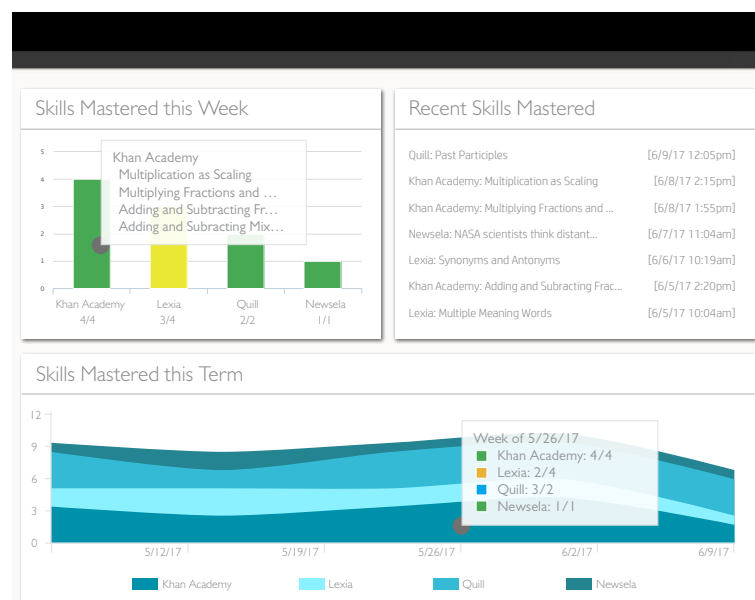 Skills Mastered this Week
5
4
3
2
1
0
Khan Academy
Multiplication as Scaling
Multiplying Fractions and ...
Adding and Subtracting Fr...
Adding and Subracting Mix...
Khan Academy
4/4
Lexia
3/4
Quill
2/2
Newsela
1/1
Recent Skills Mastered
Quill: Past Participles [6/9/17 12:05pm]
Khan Academy: Multiplication as Scaling [6/8/17 2:15pm]
Khan Academy: Multiplying Fractions and ... [6/8/17 1:55pm]
Newsela: NASA scientists think distant... [6/7/17 11:04am]
Lexia: Synonyms and Antonyms [6/6/17 10:19am]
Khan Academy: Adding and Subracting Frac... [6/5/17 2:20pm]
Lexia: Multiple Meaning Words [6/5/17 10:04am]
Skills Mastered this Term
12
9
6
3
0
Week of 5/26/17
Khan Academy: 4/4
Lexia: 2/4
Quill: 3/2
Newsela: 1/1
5/12/17 5/19/17 5/26/17 6/2/17 6/9/17
Khan Academy Lexia Quill Newsela